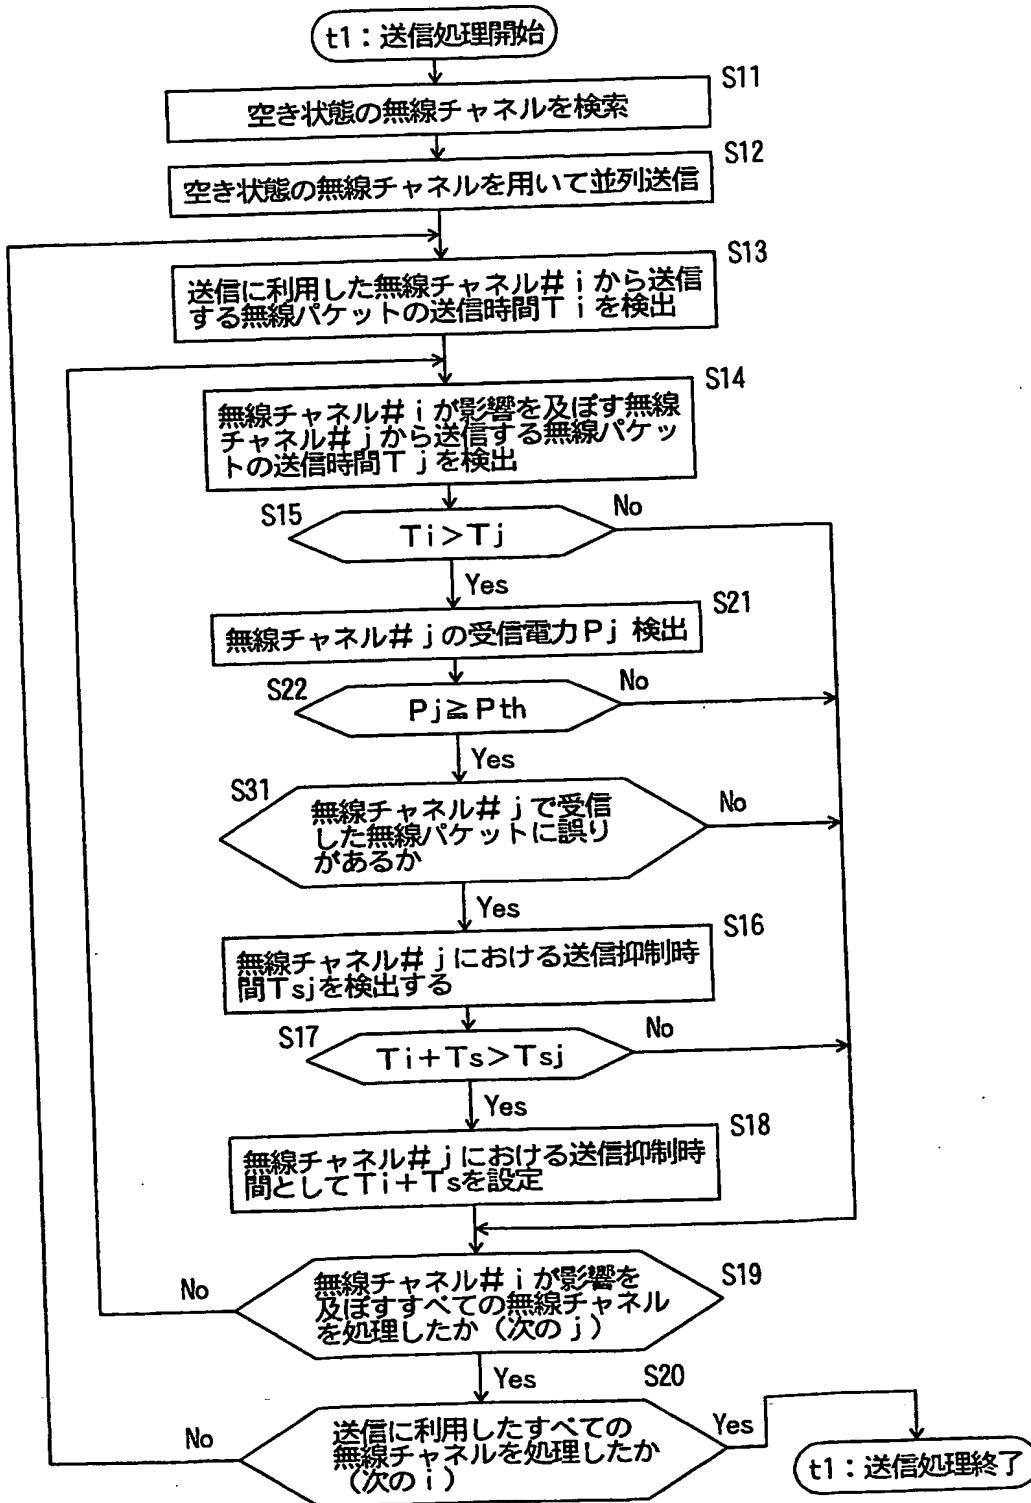 t1：送信処理開始
S11
空き状態の無線チャネルを検索
S12
空き状態の無線チャネルを用いて並列送信
S13
送信に利用した無線チャネル＃ｉから送信
する無線パケットの送信時間Ｔｉを検出
S14
無線チャネル＃ｉが影響を及ぼす無線
チャネル＃ｊから送信する無線パケッ
トの送信時間Ｔｊを検出
S15
Ｔｉ＞Ｔｊ
No
Yes
S21
無線チャネル＃ｊの受信電力Ｐｊ検出
S22
Ｐｊ≧Ｐth
No
Yes
S31
無線チャネル＃ｊで受信
した無線パケットに誤り
があるか
No
Yes
S16
無線チャネル＃ｊにおける送信抑制時
間Ｔsjを検出する
S17
Ｔｉ＋Ｔs＞Ｔsj
No
Yes
S18
無線チャネル＃ｊにおける送信抑制時
間としてＴｉ＋Ｔsを設定
S19
無線チャネル＃ｉが影響を
及ぼすすべての無線チャネル
を処理したか（次のｊ）
No
Yes
S20
送信に利用したすべての
無線チャネルを処理したか
（次のｉ）
No
Yes
t1：送信処理終了